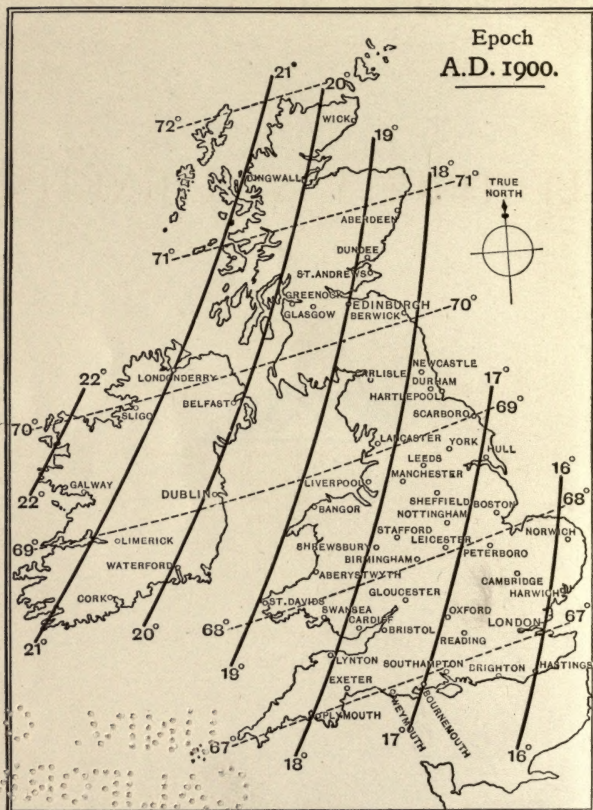 Epoch
A.D. 1900.
21°
20°
72°
WICK
19°
DINGWALL
18°
71°
TRUE
NORTH
ABERDEEN
71°
DUNDEE
ST. ANDREWS
GREENOCK
EDINBURGH
70°
GLASGOW
BERWICK
LONDONDERRY
NEWCASTLE
CARLISLE
DURHAM
22°
17°
HARTLEPOOL
BELFAST
SLIGO
SCARBORO
69°
70°
LANCASTER
YORK
HULL
LEEDS
MANCHESTER
16°
GALWAY
LIVERPOOL
22°
DUBLIN
SHEFFIELD
BOSTON
68°
BANGOR
NOTTINGHAM
STAFFORD
NORWICH
69°
LIMERICK
SHREWSBURY
LEICESTER
PETERBORO
BIRMINGHAM
WATERFORD
ABERYSTWYTH
CAMBRIDGE
HARWICH
CORK
GLOUCESTER
ST. DAVIDS
SWANSEA
OXFORD
67°
CARDIFF
LONDON
20°
68°
BRISTOL
READING
21°
LYNTON
SOUTHAMPTON
BRIGHTON
HASTINGS
19°
EXETER
PLYMOUTH
WEYMOUTH
BOURNEMOUTH
67°
17°
18°
16°